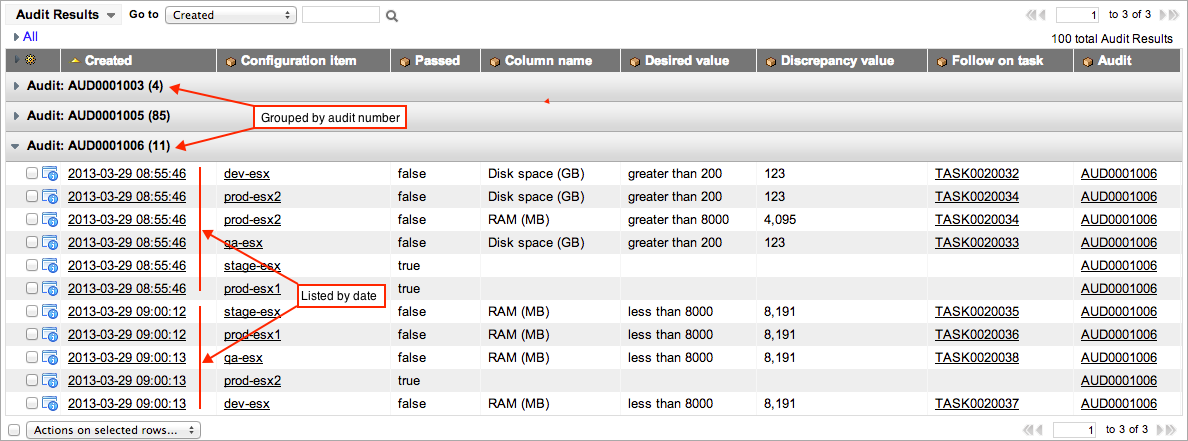 Audit Results Go to Created 1 to 3 of 3
All 100 total Audit Results
Created Configuration item Passed Column name Desired value Discrepancy value Follow on task Audit
Audit: AUD0001003 (4)
Grouped by audit number
Audit: AUD0001005 (85)
Audit: AUD0001006 (11)
2013-03-29 08:55:46 dev-esx false Disk space (GB) greater than 200 123 TASK0020032 AUD0001006
2013-03-29 08:55:46 prod-esx2 false Disk space (GB) greater than 200 123 TASK0020034 AUD0001006
2013-03-29 08:55:46 prod-esx2 false RAM (MB) greater than 8000 4,095 TASK0020034 AUD0001006
2013-03-29 08:55:46 qa-esx false Disk space (GB) greater than 200 123 TASK0020033 AUD0001006
2013-03-29 08:55:46 stage-esx true AUD0001006
2013-03-29 08:55:46 prod-esx1 true AUD0001006
Listed by date
2013-03-29 09:00:12 stage-esx false RAM (MB) less than 8000 8,191 TASK0020035 AUD0001006
2013-03-29 09:00:12 prod-esx1 false RAM (MB) less than 8000 8,191 TASK0020036 AUD0001006
2013-03-29 09:00:13 qa-esx false RAM (MB) less than 8000 8,191 TASK0020038 AUD0001006
2013-03-29 09:00:13 prod-esx2 true AUD0001006
2013-03-29 09:00:13 dev-esx false RAM (MB) less than 8000 8,191 TASK0020037 AUD0001006
Actions on selected rows... 1 to 3 of 3